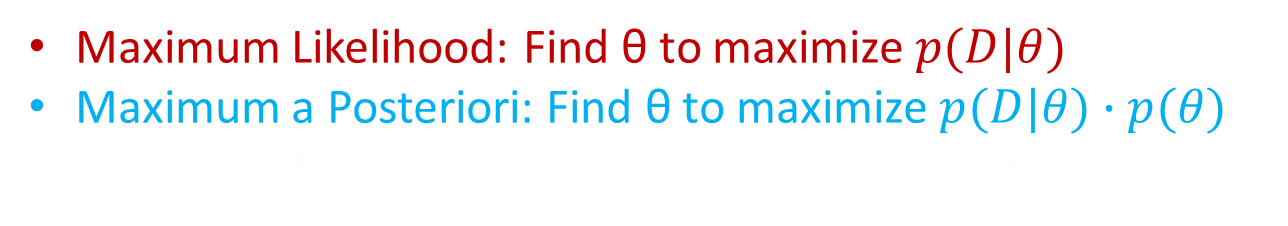 • Maximum Likelihood: Find θ to maximize p(D|θ)
• Maximum a Posteriori: Find θ to maximize p(D|θ) · p(θ)